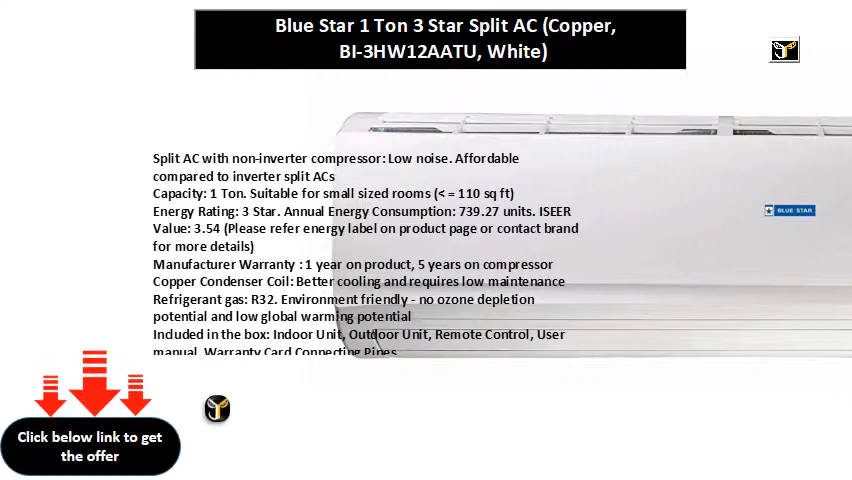 Blue Star 1 Ton 3 Star Split AC (Copper,
BI-3HW12AATU, White)
Split AC with non-inverter compressor: Low noise. Affordable
compared to inverter split ACs
Capacity: 1 Ton. Suitable for small sized rooms (< = 110 sq ft)
Energy Rating: 3 Star. Annual Energy Consumption: 739.27 units. ISEER
Value: 3.54 (Please refer energy label on product page or contact brand
for more details)
Manufacturer Warranty : 1 year on product, 5 years on compressor
Copper Condenser Coil: Better cooling and requires low maintenance
Refrigerant gas: R32. Environment friendly - no ozone depletion
potential and low global warming potential
Included in the box: Indoor Unit, Outdoor Unit, Remote Control, User
manual, Warranty Card Connecting Pipes
BLUE STAR
Click below link to get
the offer